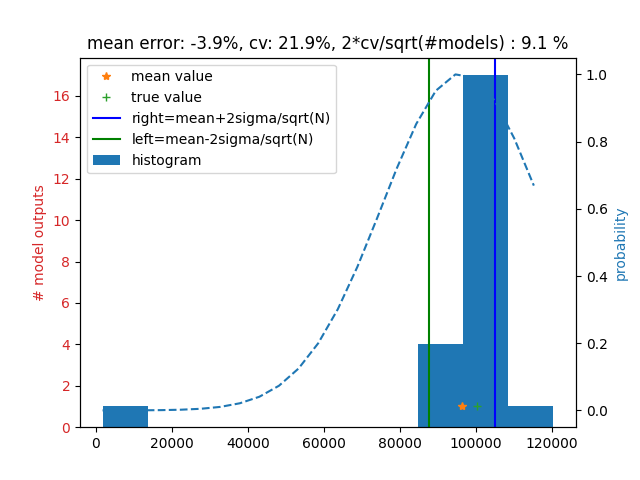 mean error: -3.9%, cv: 21.9%, 2*cv/sqrt(#models) : 9.1 %
mean value
true value
right=mean+2sigma/sqrt(N)
left=mean-2sigma/sqrt(N)
histogram
# model outputs
16
14
12
10
8
6
4
2
0
1.0
0.8
0.6
0.4
0.2
0.0
probability
0 20000 40000 60000 80000 100000 120000